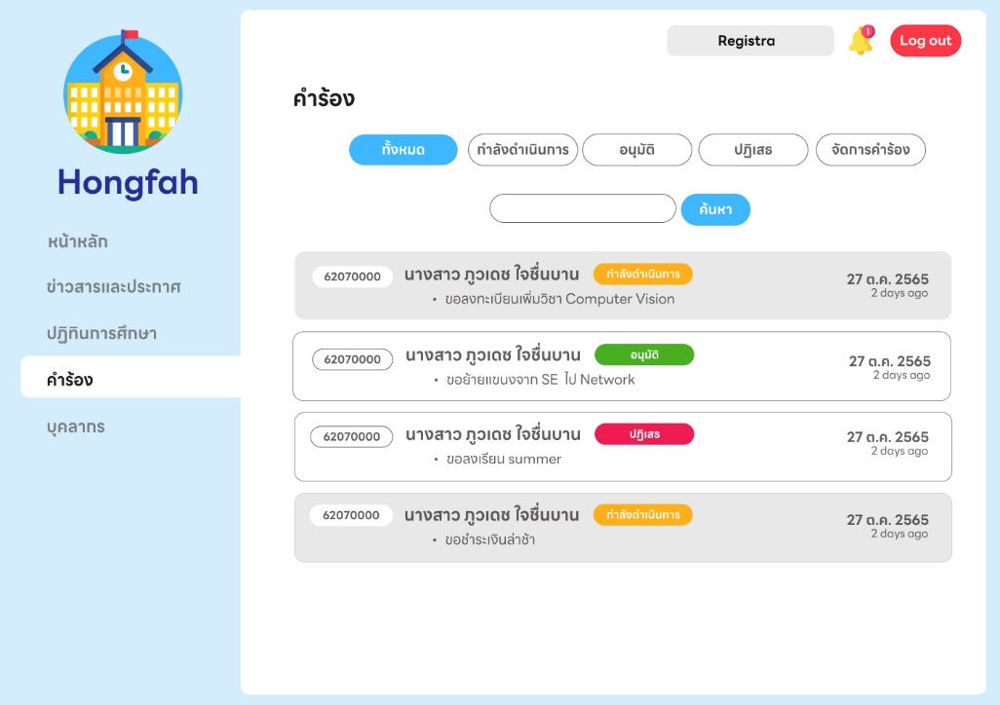 Registra
1
Log out
Hongfah
หน้าหลัก
ข่าวสารและประกาศ
ปฏิทินการศึกษา
คำร้อง
บุคลากร
คำร้อง
ทั้งหมด กำลังดำเนินการ อนุมัติ ปฏิเสธ จัดการคำร้อง
ค้นหา
62070000 นางสาว ภูวเดช ใจชื่นบาน กำลังดำเนินการ 27 ต.ค. 2565
• ขอลงทะเบียนเพิ่มวิชา Computer Vision 2 days ago
62070000 นางสาว ภูวเดช ใจชื่นบาน อนุมัติ 27 ต.ค. 2565
• ขอย้ายแขนงจาก SE ไป Network 2 days ago
62070000 นางสาว ภูวเดช ใจชื่นบาน ปฏิเสธ 27 ต.ค. 2565
• ขอลงเรียน summer 2 days ago
62070000 นางสาว ภูวเดช ใจชื่นบาน กำลังดำเนินการ 27 ต.ค. 2565
• ขอชำระเงินล่าช้า 2 days ago